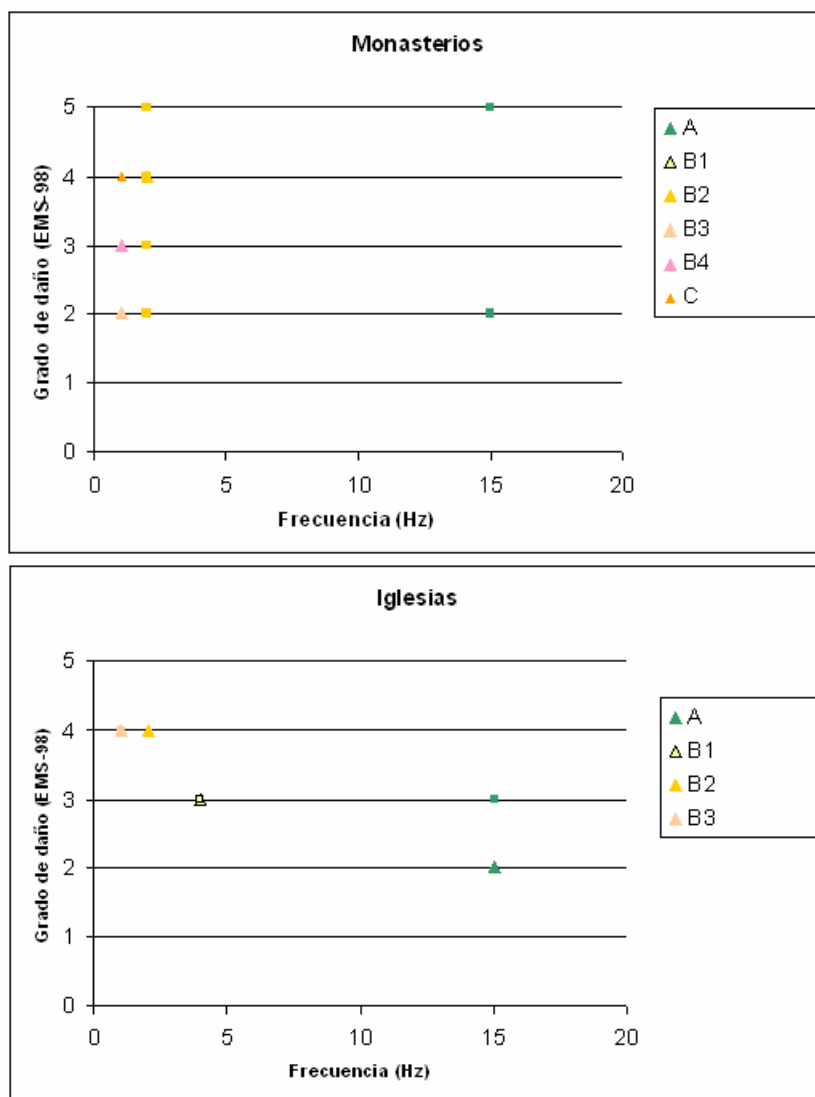 Monasterios
Grado de daño (EMS-98)
5
4
3
2
1
0
0 5 10 15 20
Frecuencia (Hz)
A
B1
B2
B3
B4
C
Iglesias
Grado de daño (EMS-98)
5
4
3
2
1
0
0 5 10 15 20
Frecuencia (Hz)
A
B1
B2
B3